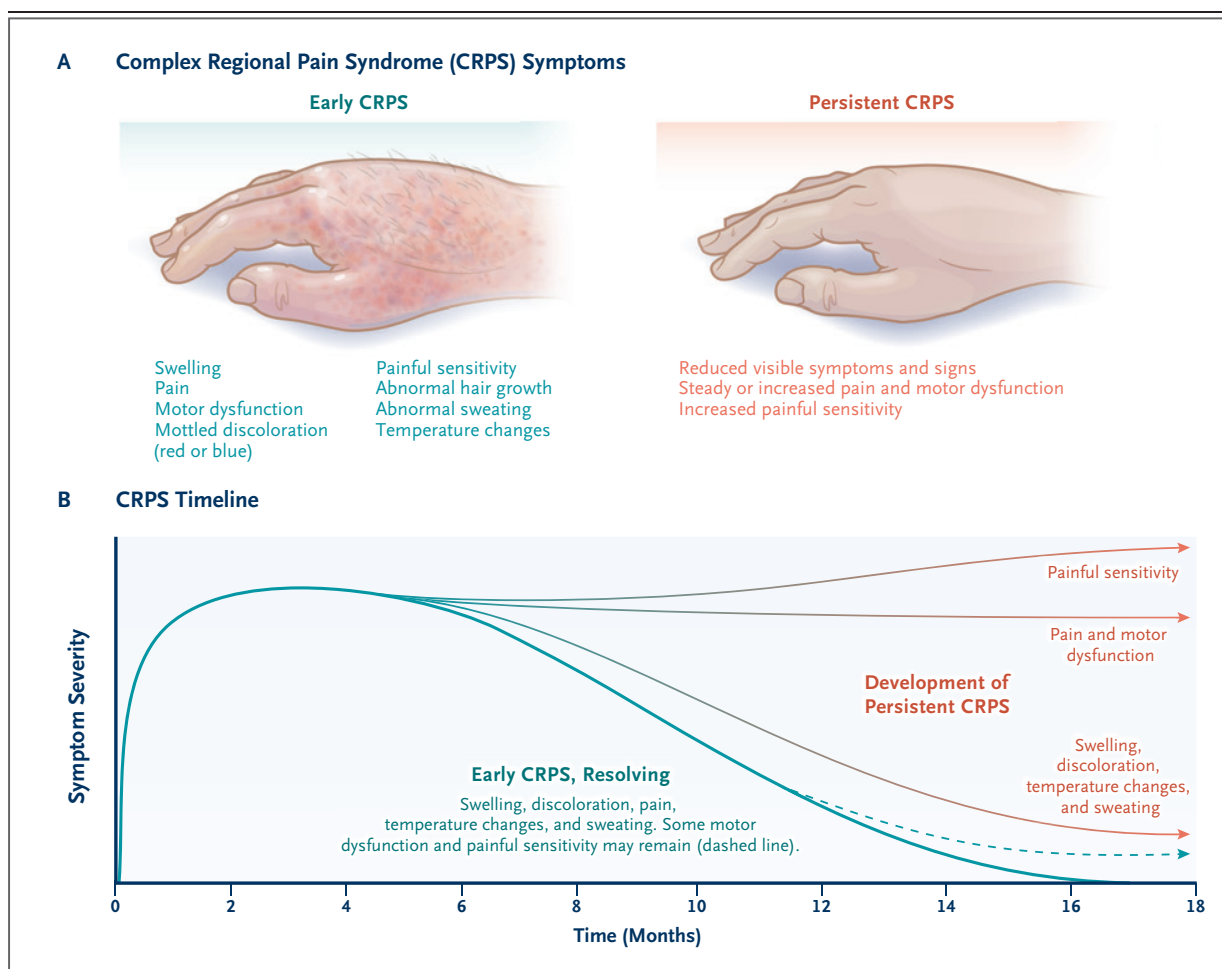 A Complex Regional Pain Syndrome (CRPS) Symptoms
Early CRPS
Persistent CRPS
Swelling
Pain
Motor dysfunction
Mottled discoloration
(red or blue)
Painful sensitivity
Abnormal hair growth
Abnormal sweating
Temperature changes
Reduced visible symptoms and signs
Steady or increased pain and motor dysfunction
Increased painful sensitivity
B CRPS Timeline
Symptom Severity
Painful sensitivity
Pain and motor
dysfunction
Development of
Persistent CRPS
Swelling,
discoloration,
temperature changes,
and sweating
Early CRPS, Resolving
Swelling, discoloration, pain,
temperature changes, and sweating. Some motor
dysfunction and painful sensitivity may remain (dashed line).
0 2 4 6 8 10 12 14 16 18
Time (Months)